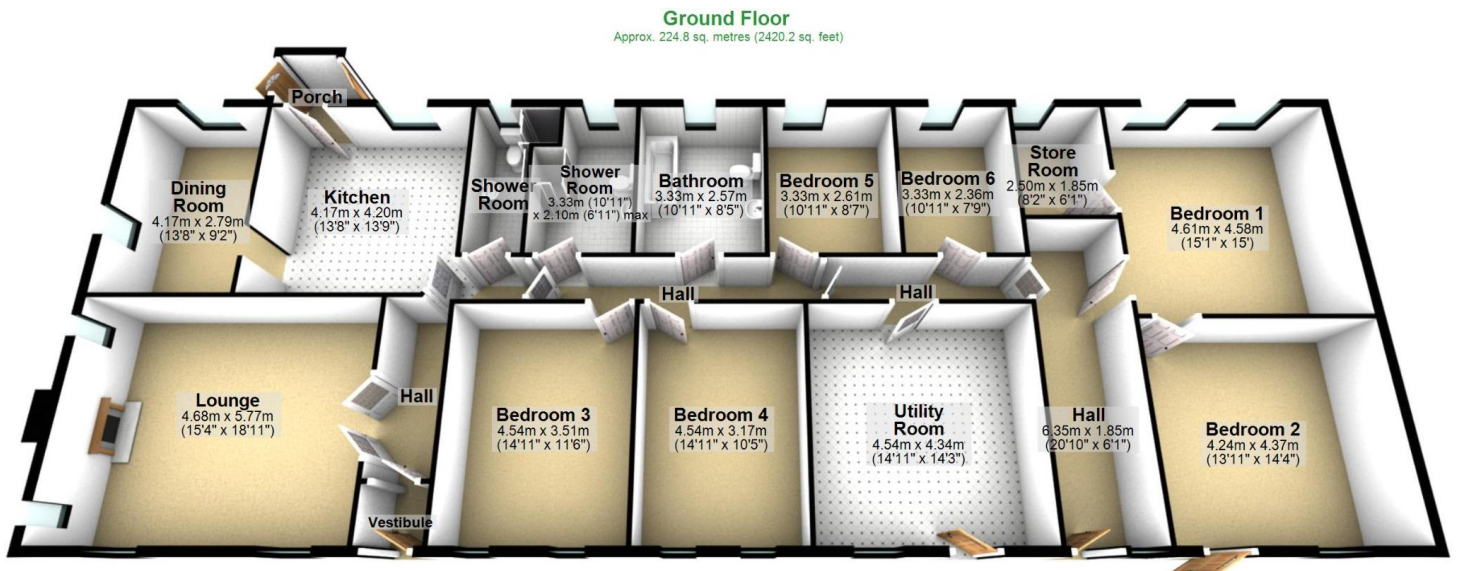 Ground Floor
Approx. 224.8 sq. metres (2420.2 sq. feet)
Porch
Dining
Room
4.17m x 2.79m
(13'8" x 9'2")
Kitchen
4.17m x 4.20m
(13'8" x 13'9")
Shower
Room
Shower
Room
3.33m (10'11")
x 2.10m (6'11") max
Bathroom
3.33m x 2.57m
(10'11" x 8'5")
Bedroom 5
3.33m x 2.61m
(10'11" x 8'7")
Bedroom 6
3.33m x 2.36m
(10'11" x 7'9")
Store
Room
2.50m x 1.85m
(8'2" x 6'1")
Bedroom 1
4.61m x 4.58m
(15'1" x 15')
Hall
Hall
Lounge
4.68m x 5.77m
(15'4" x 18'11")
Hall
Bedroom 3
4.54m x 3.51m
(14'11" x 11'6")
Bedroom 4
4.54m x 3.17m
(14'11" x 10'5")
Utility
Room
4.54m x 4.34m
(14'11" x 14'3")
Hall
6.35m x 1.85m
(20'10" x 6'1")
Bedroom 2
4.24m x 4.37m
(13'11" x 14'4")
Vestibule